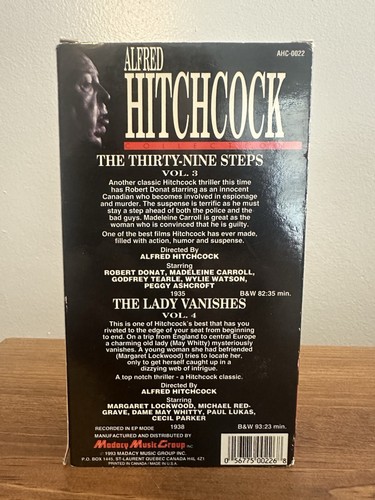 AHC-0022
ALFRED
HITCHCOCK
COLLECTION
THE THIRTY-NINE STEPS
VOL. 3
Another classic Hitchcock thriller this time
has Robert Donat starring as an innocent
Canadian who becomes involved in espionage
and murder. The suspense is terrific as he must
stay a step ahead of both the police and the
bad guys. Madeleine Carroll is great as the
woman who is convinced that he is guilty.
One of the best films Hitchcock has ever made,
filled with action, humor and suspense.
Directed By
ALFRED HITCHCOCK
Starring
ROBERT DONAT, MADELEINE CARROLL,
GODFREY TEARLE, WYLIE WATSON,
PEGGY ASHCROFT
1935 B&W 82:35 min.
THE LADY VANISHES
VOL. 4
This is one of Hitchcock's best that has you
riveted to the edge of your seat from beginning
to end. On a trip from England to central Europe
a charming old lady (May Whitty) mysteriously
vanishes. A young woman she had befriended
(Margaret Lockwood) tries to locate her
only to get herself caught up in a
dizzying web of intrigue.
A top notch thriller - a Hitchcock classic.
Directed By
ALFRED HITCHCOCK
Starring
MARGARET LOCKWOOD, MICHAEL RED-
GRAVE, DAME MAY WHITTY, PAUL LUKAS,
CECIL PARKER
RECORDED IN EP MODE 1938 B&W 93:23 min.
MANUFACTURED AND DISTRIBUTED BY
Madacy Music Group INC
© 1993 MADACY MUSIC GROUP INC.
P.O. BOX 1445, ST-LAURENT QUEBEC CANADA H4L 4Z1
PRINTED IN CANADA / MADE IN U.S.A.
0 56775 00226 8